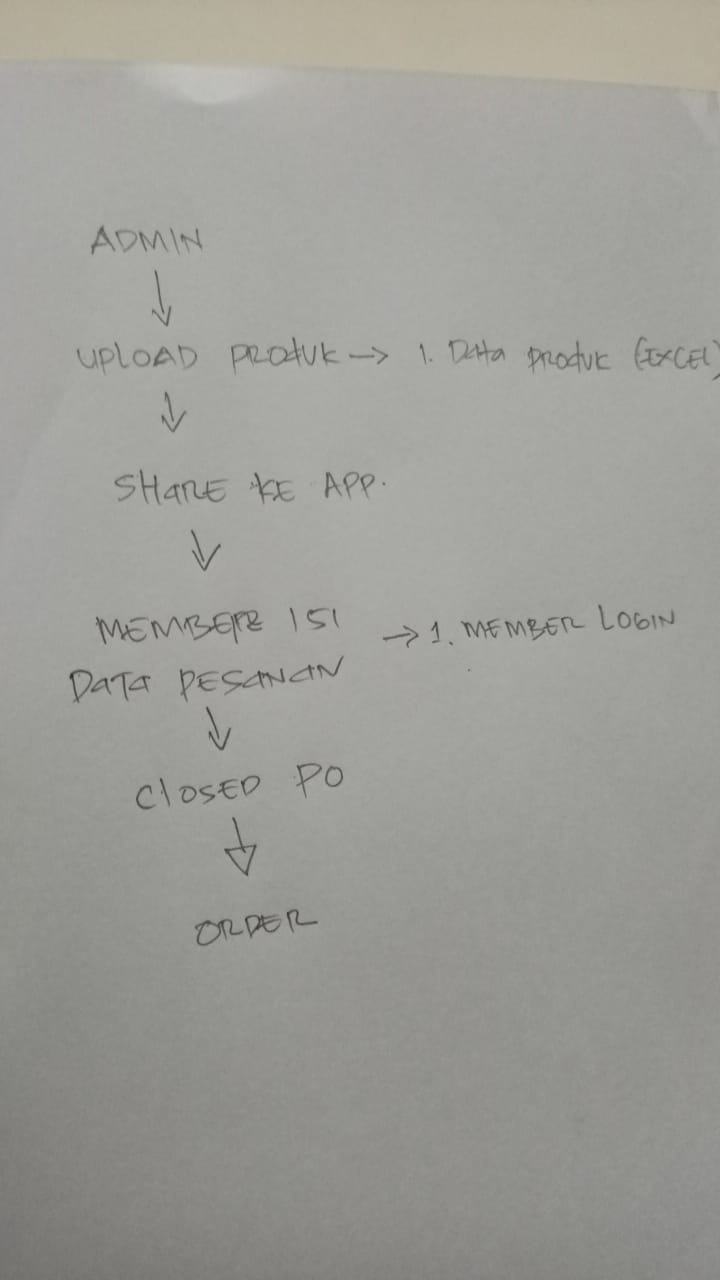 ADMIN
↓
UPLOAD PRODUK → 1. Data Produk (EXCEL)
↓
SHARE KE APP.
↓
MEMBER ISI → 1. MEMBER LOGIN
DATA PESANAN
↓
CLOSED PO
↓
ORDER